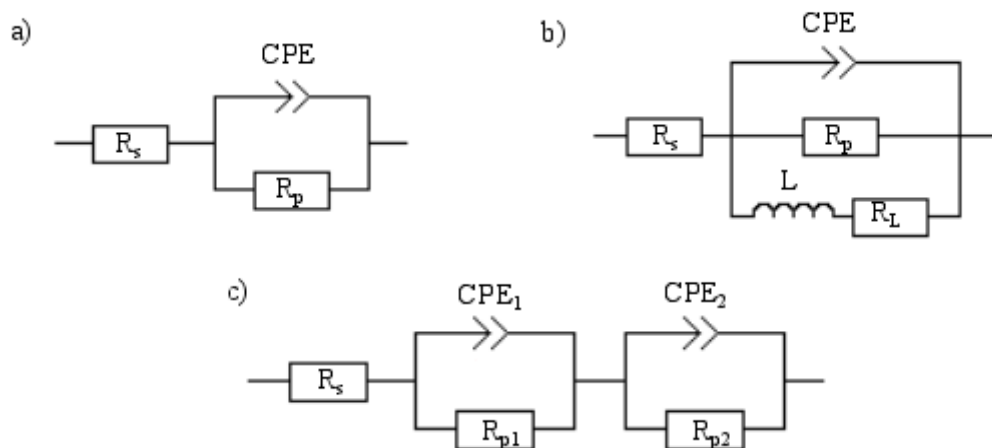 a)
CPE
R_s
R_p
b)
CPE
R_s
R_p
L
R_L
c)
CPE_1
CPE_2
R_s
R_p1
R_p2